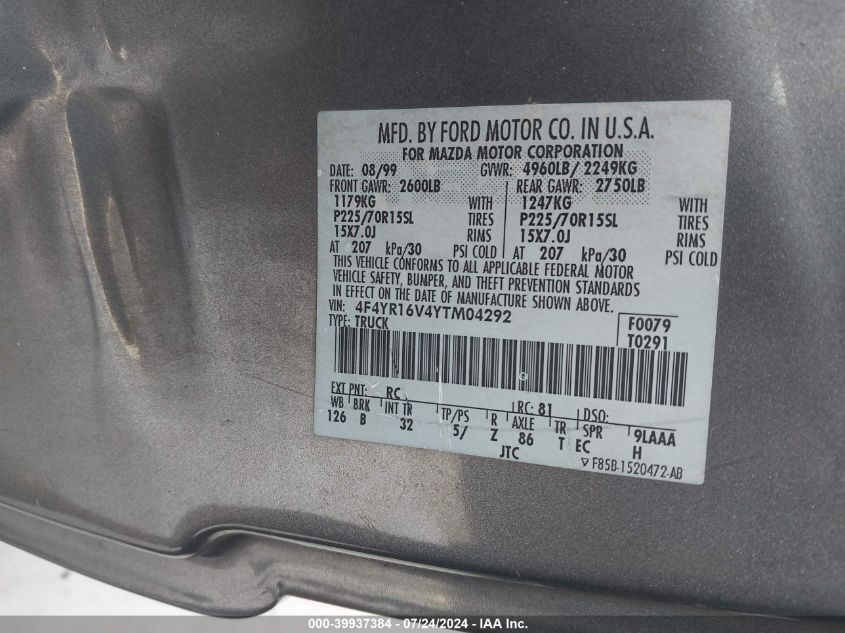 MFD. BY FORD MOTOR CO. IN U.S.A.
FOR MAZDA MOTOR CORPORATION
DATE: 08/99 GVWR: 4960LB/ 2249KG
FRONT GAWR: 2600LB REAR GAWR: 2750LB
1179KG WITH 1247KG WITH
P225/70R15SL TIRES P225/70R15SL TIRES
15X7.0J RIMS 15X7.0J RIMS
AT 207 kPa/30 PSI COLD AT 207 kPa/30 PSI COLD
THIS VEHICLE CONFORMS TO ALL APPLICABLE FEDERAL MOTOR
VEHICLE SAFETY, BUMPER, AND THEFT PREVENTION STANDARDS
IN EFFECT ON THE DATE OF MANUFACTURE SHOWN ABOVE.
VIN: 4F4YR16V4YTM04292 F0079
TYPE: TRUCK T0291
EXT PNT: RC RC: 81 DSO:
WB BRK INT TR TP/PS R AXLE TR SPR 9LAAA
126 B 32 5/ Z 86 T EC H
JTC F85B-1520472-AB
000-39937384 - 07/24/2024 - IAAI - Copart, Inc.